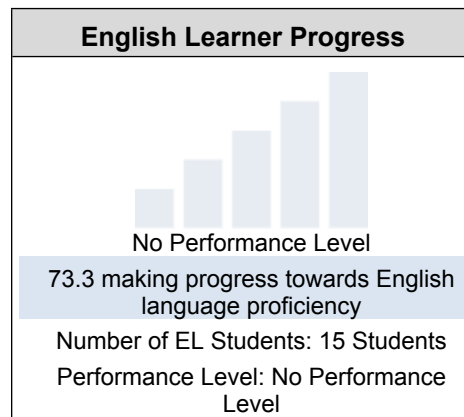 English Learner Progress
No Performance Level
73.3 making progress towards English
language proficiency
Number of EL Students: 15 Students
Performance Level: No Performance
Level